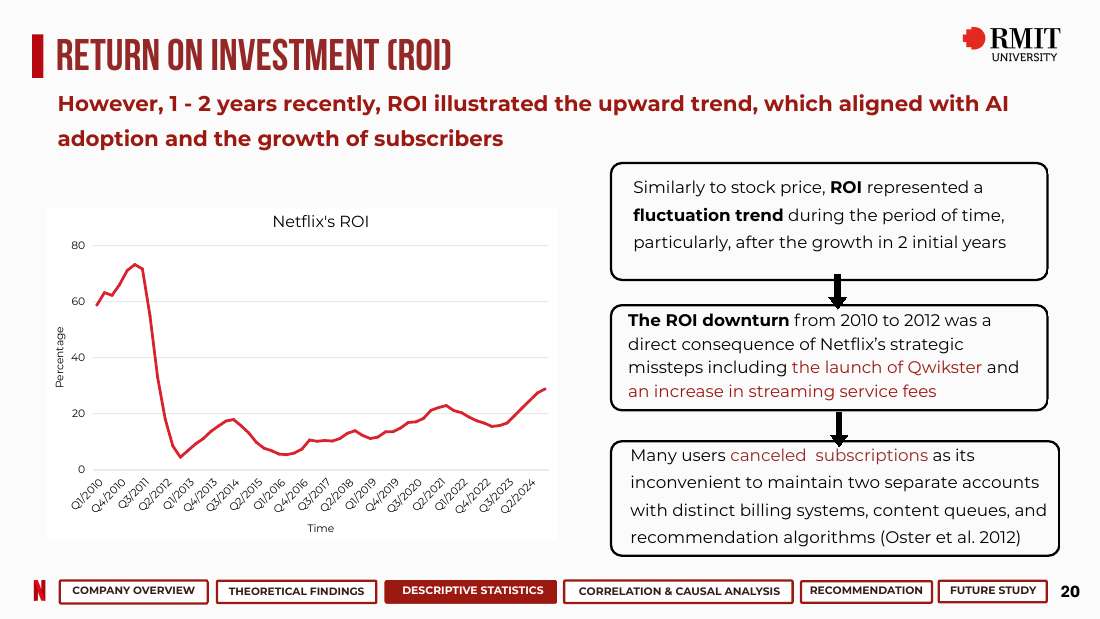 RETURN ON INVESTMENT (ROI)
RMIT
UNIVERSITY
However, 1 - 2 years recently, ROI illustrated the upward trend, which aligned with AI
adoption and the growth of subscribers
Netflix's ROI
80
60
40
20
0
Percentage
Q1/2010
Q4/2010
Q3/2011
Q2/2012
Q1/2013
Q4/2013
Q3/2014
Q2/2015
Q1/2016
Q4/2016
Q3/2017
Q2/2018
Q1/2019
Q4/2019
Q3/2020
Q2/2021
Q1/2022
Q4/2022
Q3/2023
Q2/2024
Time
Similarly to stock price, ROI represented a
fluctuation trend during the period of time,
particularly, after the growth in 2 initial years
The ROI downturn from 2010 to 2012 was a
direct consequence of Netflix’s strategic
missteps including the launch of Qwikster and
an increase in streaming service fees
Many users canceled subscriptions as its
inconvenient to maintain two separate accounts
with distinct billing systems, content queues, and
recommendation algorithms (Oster et al. 2012)
N
COMPANY OVERVIEW
THEORETICAL FINDINGS
DESCRIPTIVE STATISTICS
CORRELATION & CAUSAL ANALYSIS
RECOMMENDATION
FUTURE STUDY
20